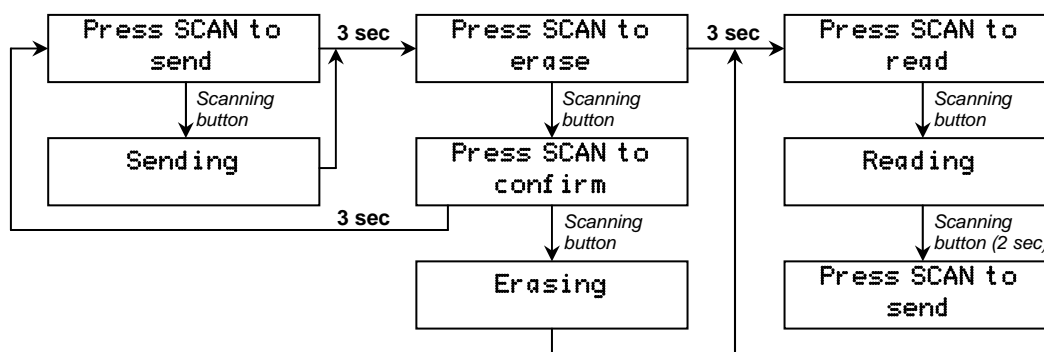 Press SCAN to
send
3 sec
Press SCAN to
erase
3 sec
Press SCAN to
read
Scanning
button
Scanning
button
Scanning
button
Sending
Press SCAN to
confirm
Reading
3 sec
Scanning
button
Scanning
button (2 sec)
Erasing
Press SCAN to
send